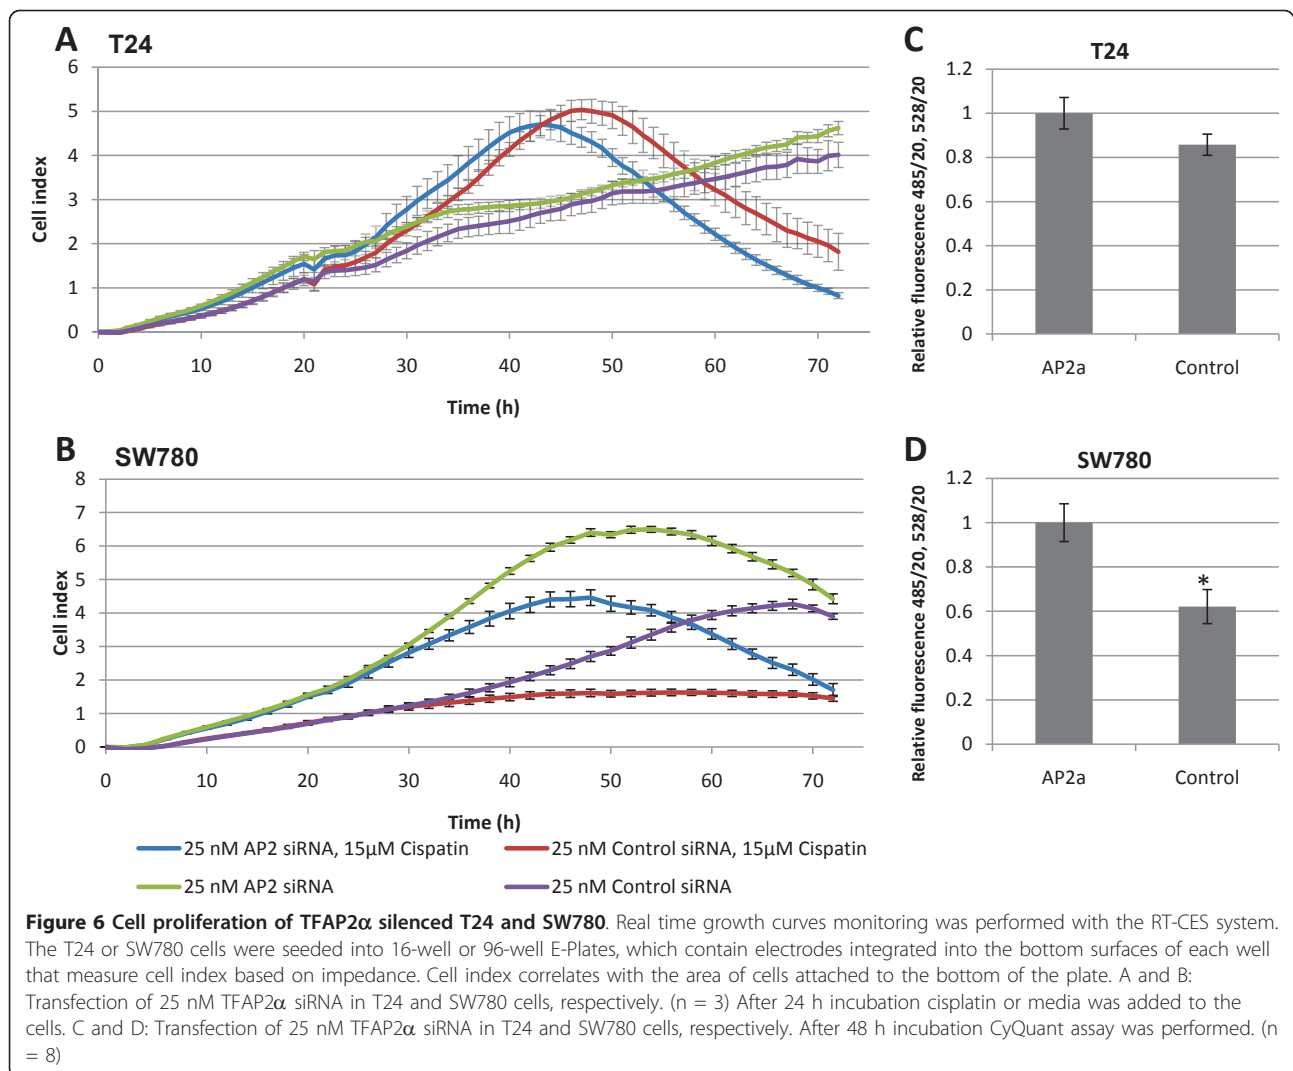 A T24
6
5
4
3
2
1
0
Cell index
0 10 20 30 40 50 60 70
Time (h)
C
T24
1.2
1
0.8
0.6
0.4
0.2
0
Relative fluorescence 485/20, 528/20
AP2a Control
B SW780
8
7
6
5
4
3
2
1
0
Cell index
0 10 20 30 40 50 60 70
Time (h)
D
SW780
1.2
1
0.8
0.6
0.4
0.2
0
Relative fluorescence 485/20, 528/20
*
AP2a Control
25 nM AP2 siRNA, 15µM Cispatin 25 nM Control siRNA, 15µM Cispatin
25 nM AP2 siRNA 25 nM Control siRNA
Figure 6 Cell proliferation of TFAP2α silenced T24 and SW780. Real time growth curves monitoring was performed with the RT-CES system.
The T24 or SW780 cells were seeded into 16-well or 96-well E-Plates, which contain electrodes integrated into the bottom surfaces of each well
that measure cell index based on impedance. Cell index correlates with the area of cells attached to the bottom of the plate. A and B:
Transfection of 25 nM TFAP2α siRNA in T24 and SW780 cells, respectively. (n = 3) After 24 h incubation cisplatin or media was added to the
cells. C and D: Transfection of 25 nM TFAP2α siRNA in T24 and SW780 cells, respectively. After 48 h incubation CyQuant assay was performed. (n
= 8)